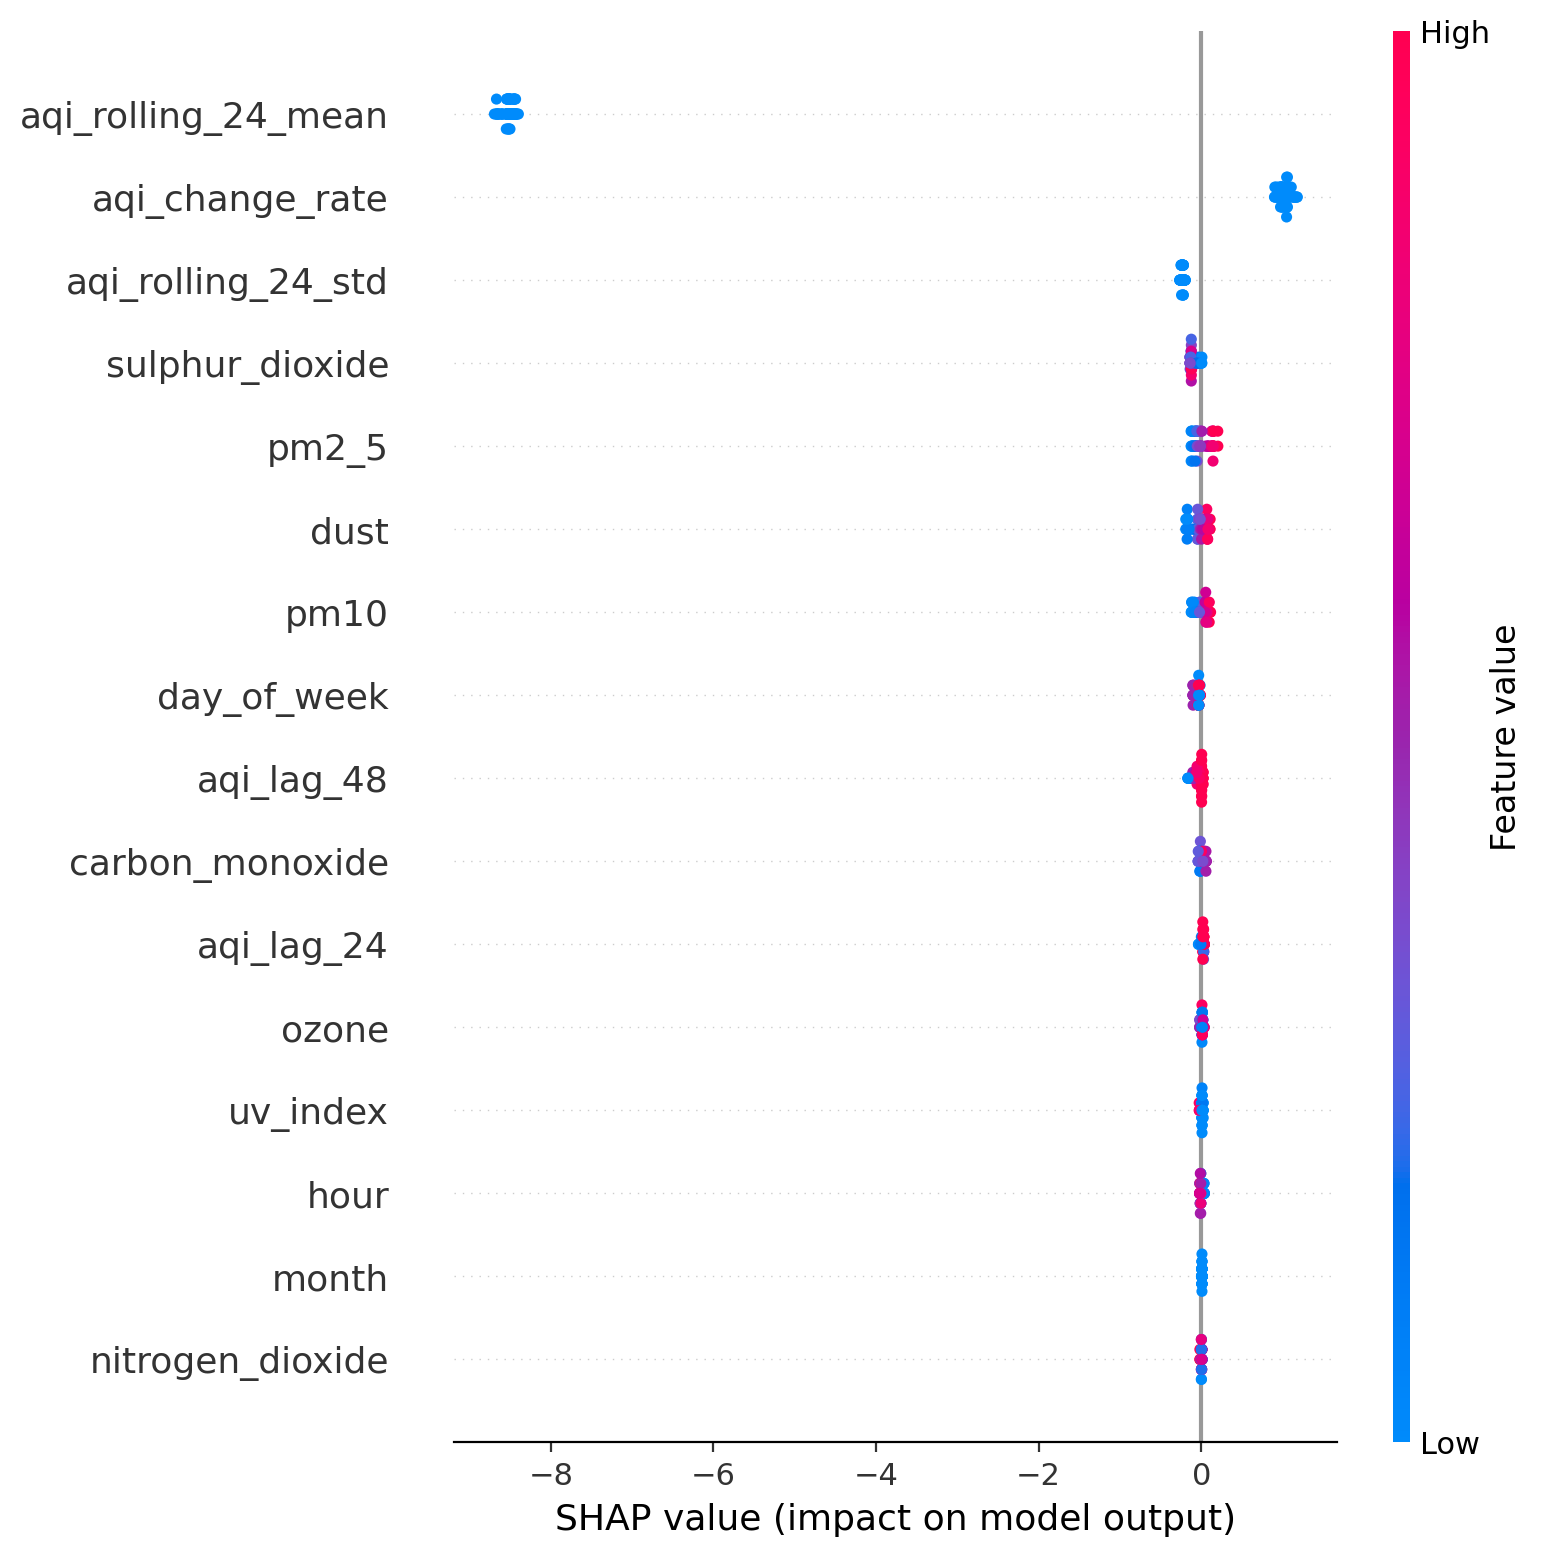 High
aqi_rolling_24_mean
aqi_change_rate
aqi_rolling_24_std
sulphur_dioxide
pm2_5
dust
pm10
day_of_week
aqi_lag_48
carbon_monoxide
aqi_lag_24
ozone
uv_index
hour
month
nitrogen_dioxide
Feature value
Low
−8 −6 −4 −2 0
SHAP value (impact on model output)